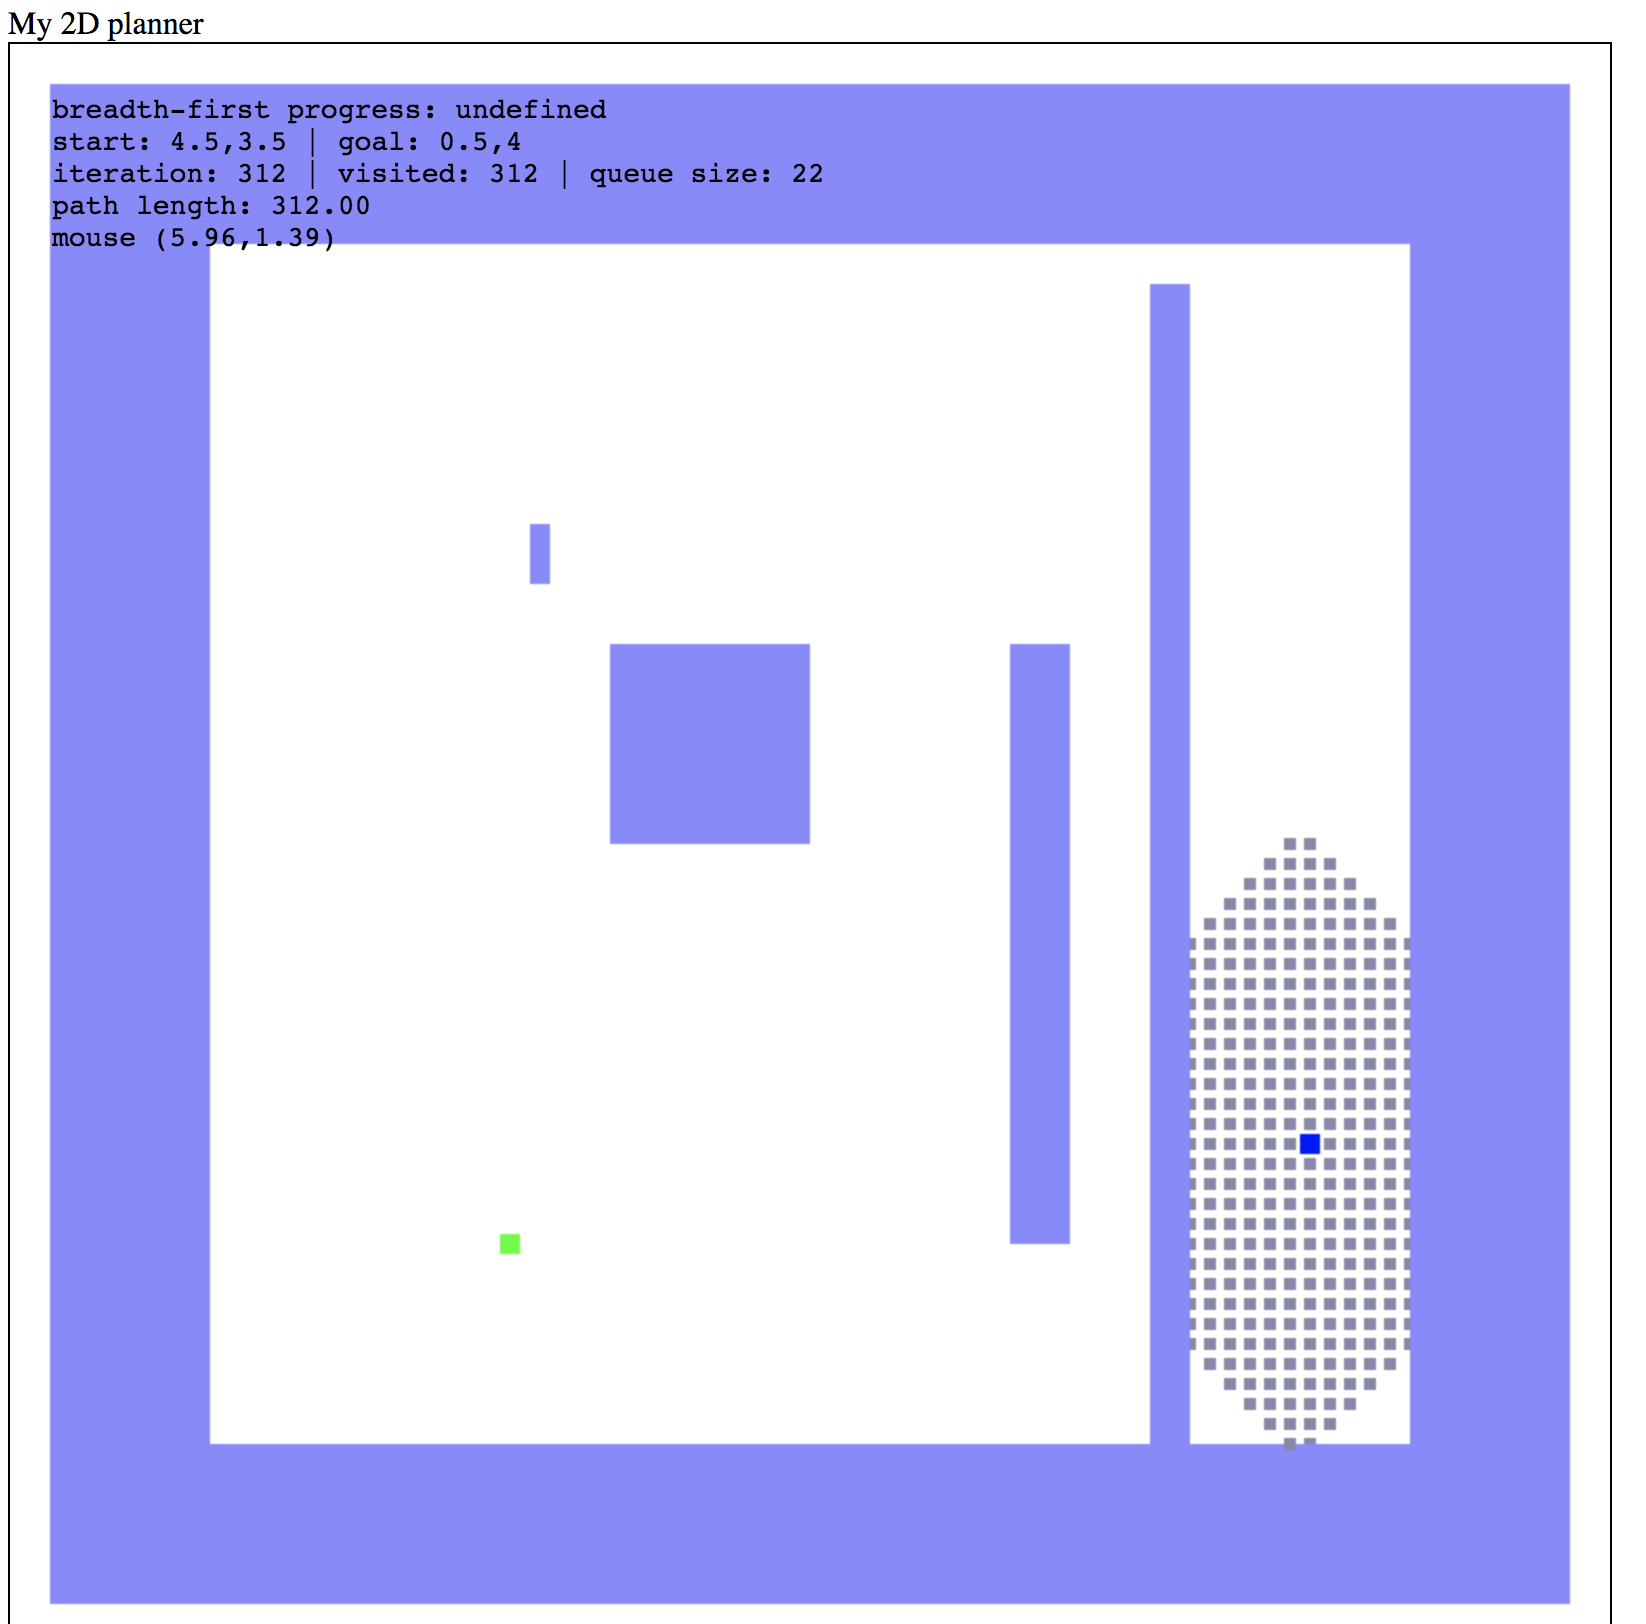 My 2D planner
breadth-first progress: undefined
start: 4.5,3.5 | goal: 0.5,4
iteration: 312 | visited: 312 | queue size: 22
path length: 312.00
mouse (5.96,1.39)